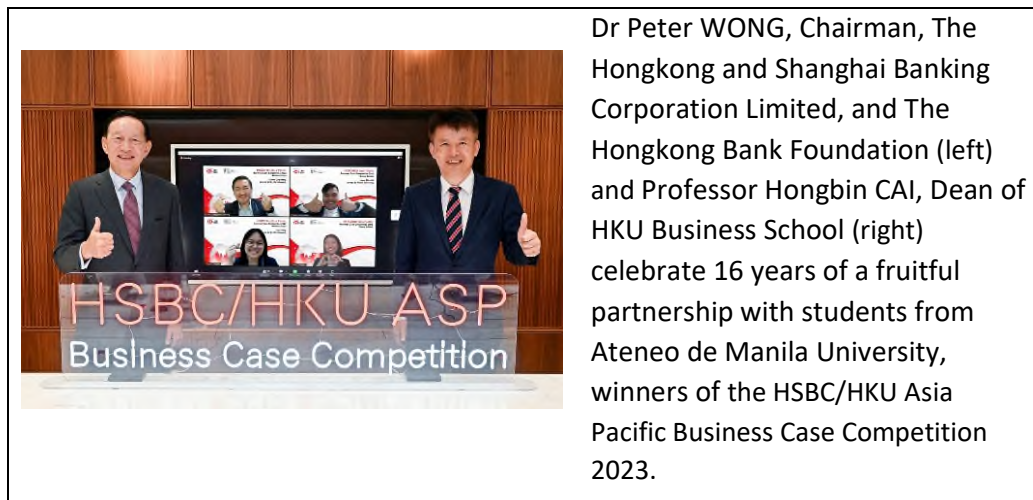 HSBC/HKU ASP
Business Case Competition
Dr Peter WONG, Chairman, The
Hongkong and Shanghai Banking
Corporation Limited, and The
Hongkong Bank Foundation (left)
and Professor Hongbin CAI, Dean of
HKU Business School (right)
celebrate 16 years of a fruitful
partnership with students from
Ateneo de Manila University,
winners of the HSBC/HKU Asia
Pacific Business Case Competition
2023.